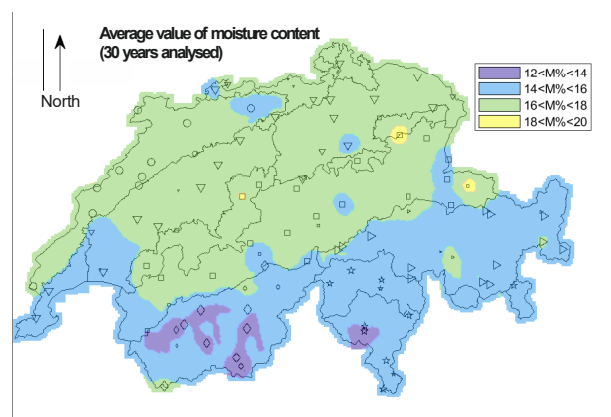 Average value of moisture content
(30 years analysed)
North
12<M%<14
14<M%<16
16<M%<18
18<M%<20